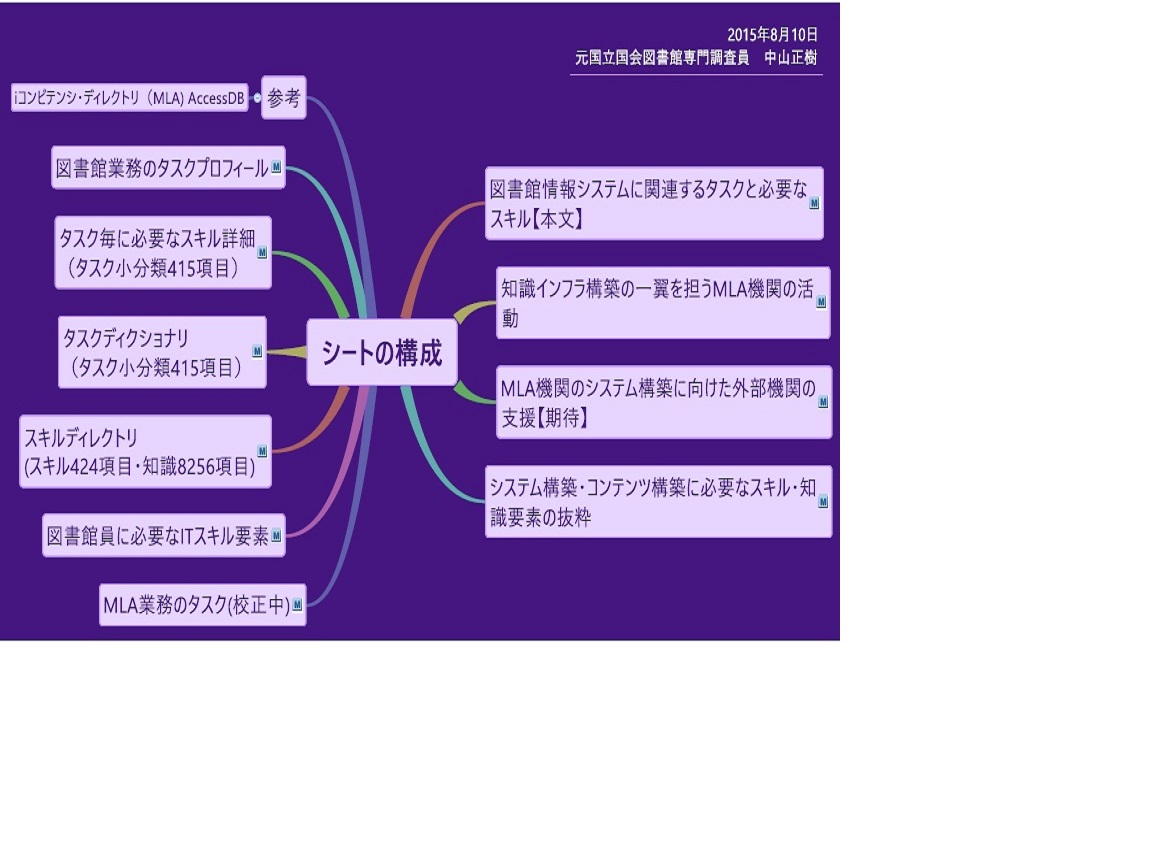 2015年8月10日
元国立国会図書館専門調査員　中山正樹
iコンピテンシ・ディレクトリ（MLA) AccessDB
参考
図書館業務のタスクプロフィール
タスク毎に必要なスキル詳細
（タスク小分類415項目）
タスクディクショナリ
（タスク小分類415項目）
スキルディレクトリ
(スキル424項目・知識8256項目)
図書館員に必要なITスキル要素
MLA業務のタスク(校正中)
シートの構成
図書館情報システムに関連するタスクと必要な
スキル【本文】
知識インフラ構築の一翼を担うMLA機関の活
動
MLA機関のシステム構築に向けた外部機関の
支援【期待】
システム構築・コンテンツ構築に必要なスキル・知
識要素の抜粋